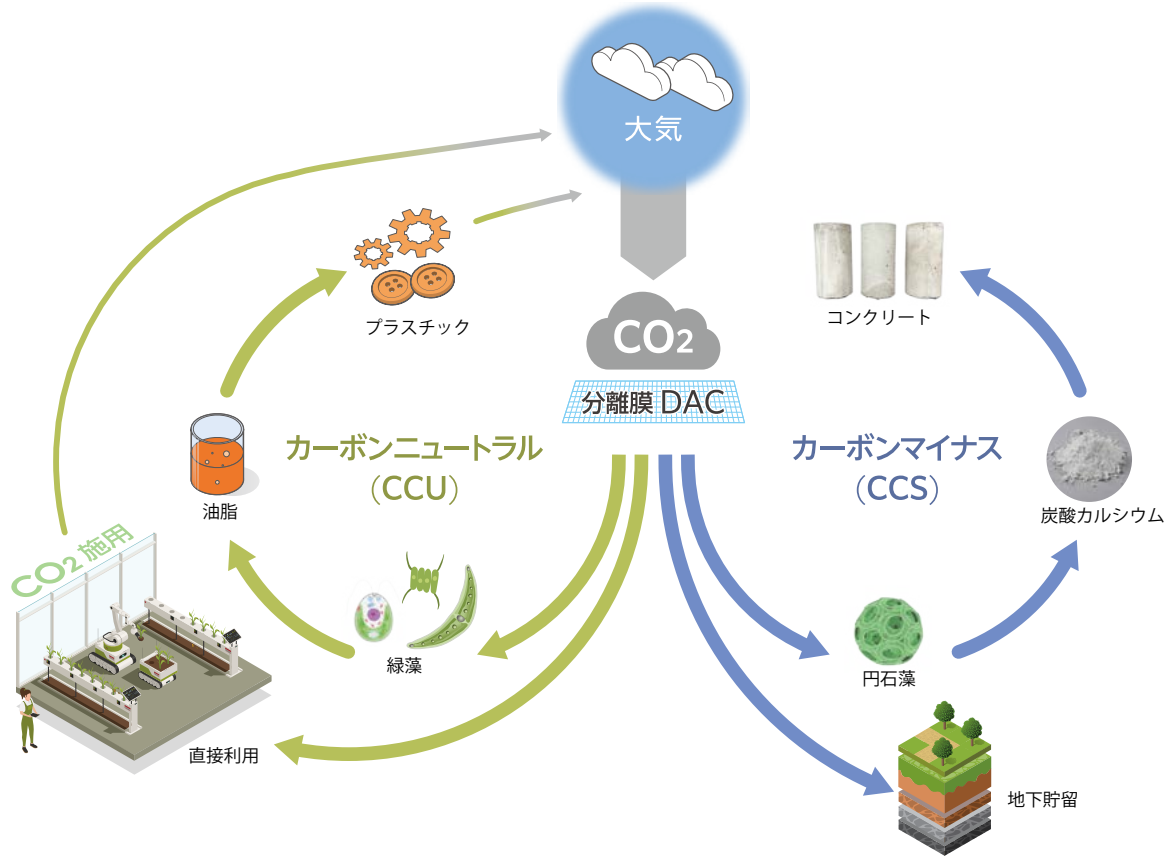 大気
プラスチック
コンクリート
CO2
分離膜 DAC
カーボンニュートラル
（CCU）
カーボンマイナス
（CCS）
油脂
炭酸カルシウム
CO2 施用
緑藻
円石藻
直接利用
地下貯留